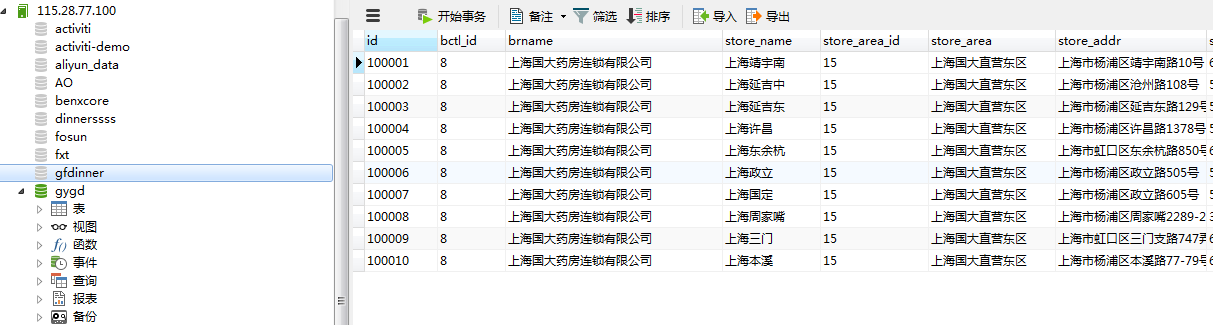 115.28.77.100
activiti
activiti-demo
aliyun_data
AO
benxcore
dinnerssss
fosun
fxt
gfdinner
gygd
表
视图
函数
事件
查询
报表
备份
开始事务 备注 筛选 排序 导入 导出
id bctl_id brname store_name store_area_id store_area store_addr s
100001 8 上海国大药房连锁有限公司 上海靖宇南 15 上海国大直营东区 上海市杨浦区靖宇南路10号 6
100002 8 上海国大药房连锁有限公司 上海延吉中 15 上海国大直营东区 上海市杨浦区沧州路108号 5
100003 8 上海国大药房连锁有限公司 上海延吉东 15 上海国大直营东区 上海市杨浦区延吉东路129号 5
100004 8 上海国大药房连锁有限公司 上海许昌 15 上海国大直营东区 上海市杨浦区许昌路1378号 5
100005 8 上海国大药房连锁有限公司 上海东余杭 15 上海国大直营东区 上海市虹口区东余杭路850号 6
100006 8 上海国大药房连锁有限公司 上海政立 15 上海国大直营东区 上海市杨浦区政立路505号 5
100007 8 上海国大药房连锁有限公司 上海国定 15 上海国大直营东区 上海市杨浦区政立路605号 5
100008 8 上海国大药房连锁有限公司 上海周家嘴 15 上海国大直营东区 上海市杨浦区周家嘴2289-2 3
100009 8 上海国大药房连锁有限公司 上海三门 15 上海国大直营东区 上海市虹口区三门支路747弄 6
100010 8 上海国大药房连锁有限公司 上海本溪 15 上海国大直营东区 上海市杨浦区本溪路77-79号 6